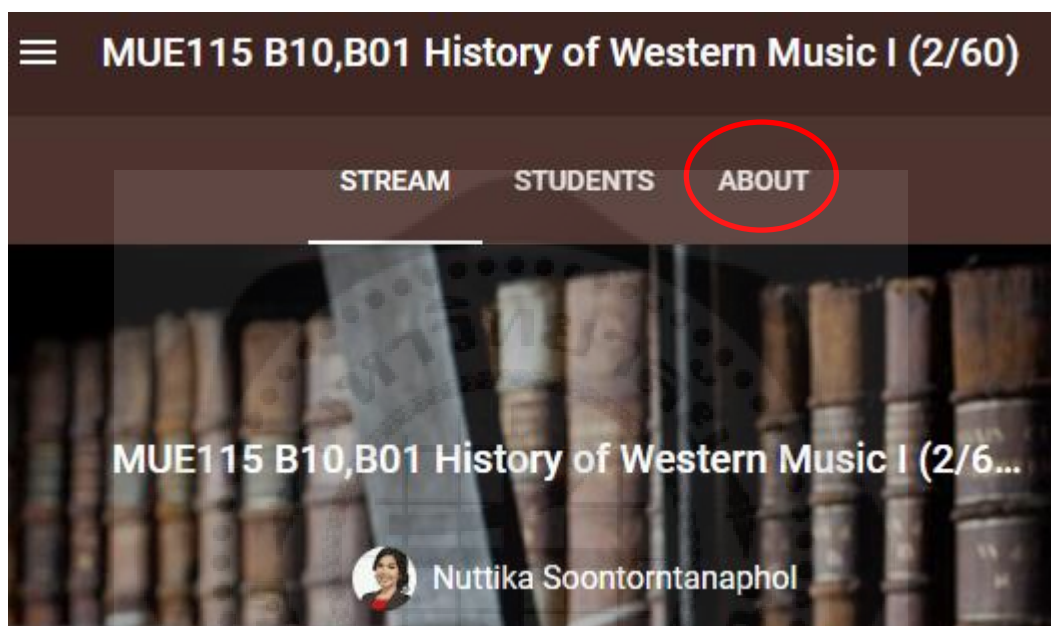 MUE115 B10,B01 History of Western Music I (2/60)
STREAM STUDENTS ABOUT
MUE115 B10,B01 History of Western Music I (2/6...
Nuttika Soontorntanaphol